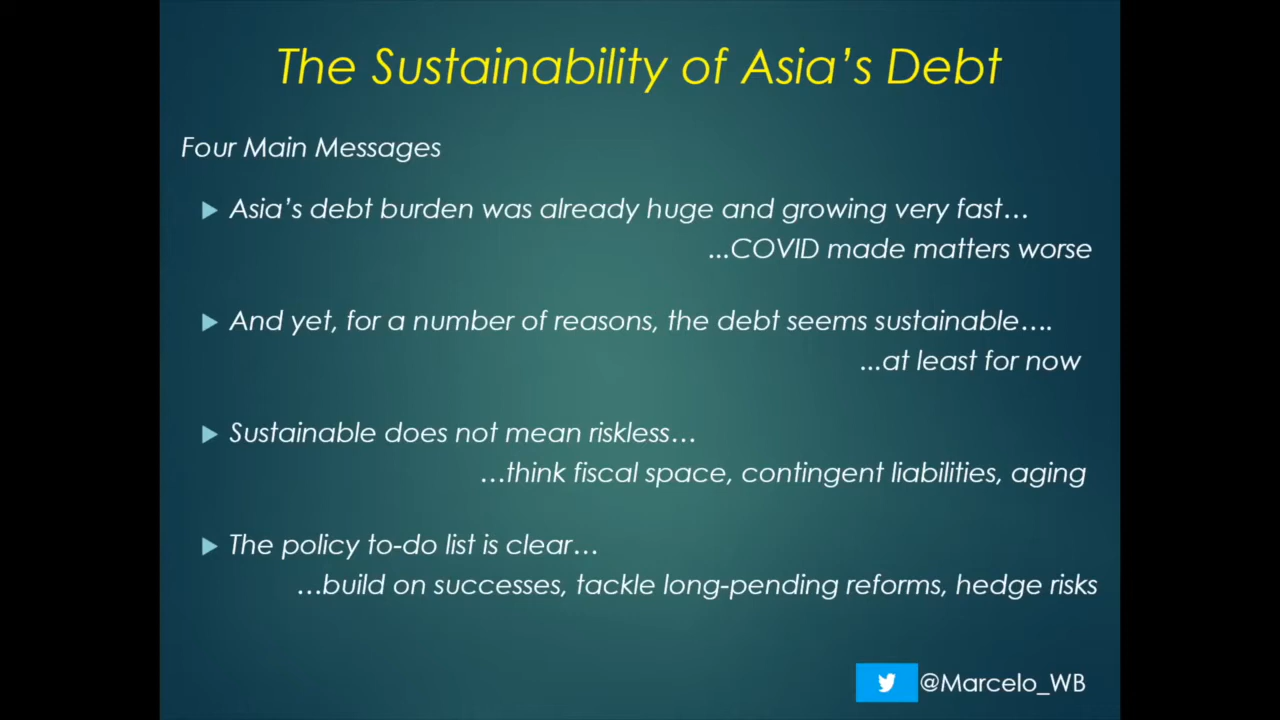 The Sustainability of Asia's Debt
Four Main Messages
Asia's debt burden was already huge and growing very fast…
...COVID made matters worse
And yet, for a number of reasons, the debt seems sustainable….
...at least for now
Sustainable does not mean riskless…
…think fiscal space, contingent liabilities, aging
The policy to-do list is clear…
…build on successes, tackle long-pending reforms, hedge risks
@Marcelo_WB